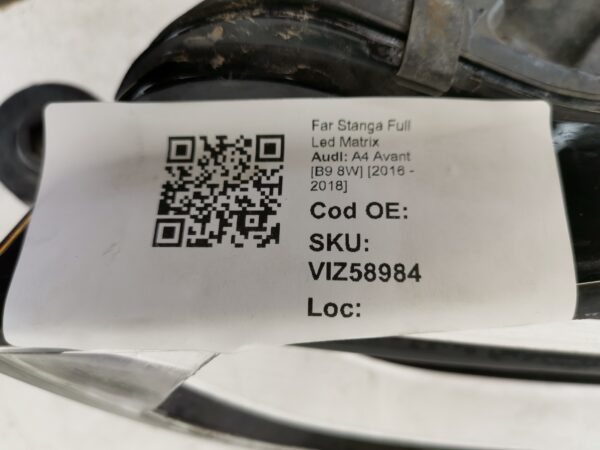 Far Stanga Full
Led Matrix
Audi: A4 Avant
[B9 8W] [2016 -
2018]
Cod OE:
SKU:
VIZ58984
Loc: